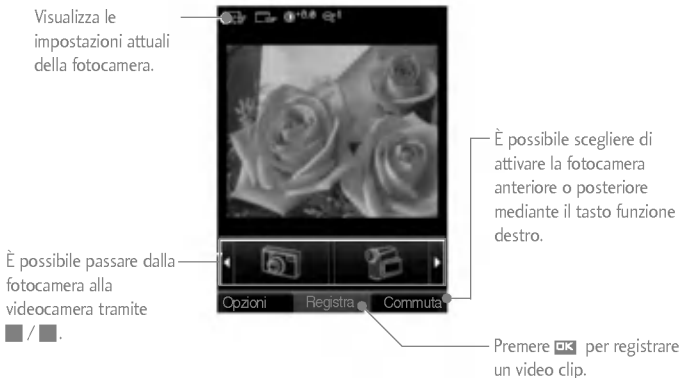 Visualizza le
impostazioni attuali
della fotocamera.
È possibile scegliere di
attivare la fotocamera
anteriore o posteriore
mediante il tasto funzione
destro.
È possibile passare dalla
fotocamera alla
videocamera tramite
/ .
Opzioni Registra Commuta
Premere OK per registrare
un video clip.